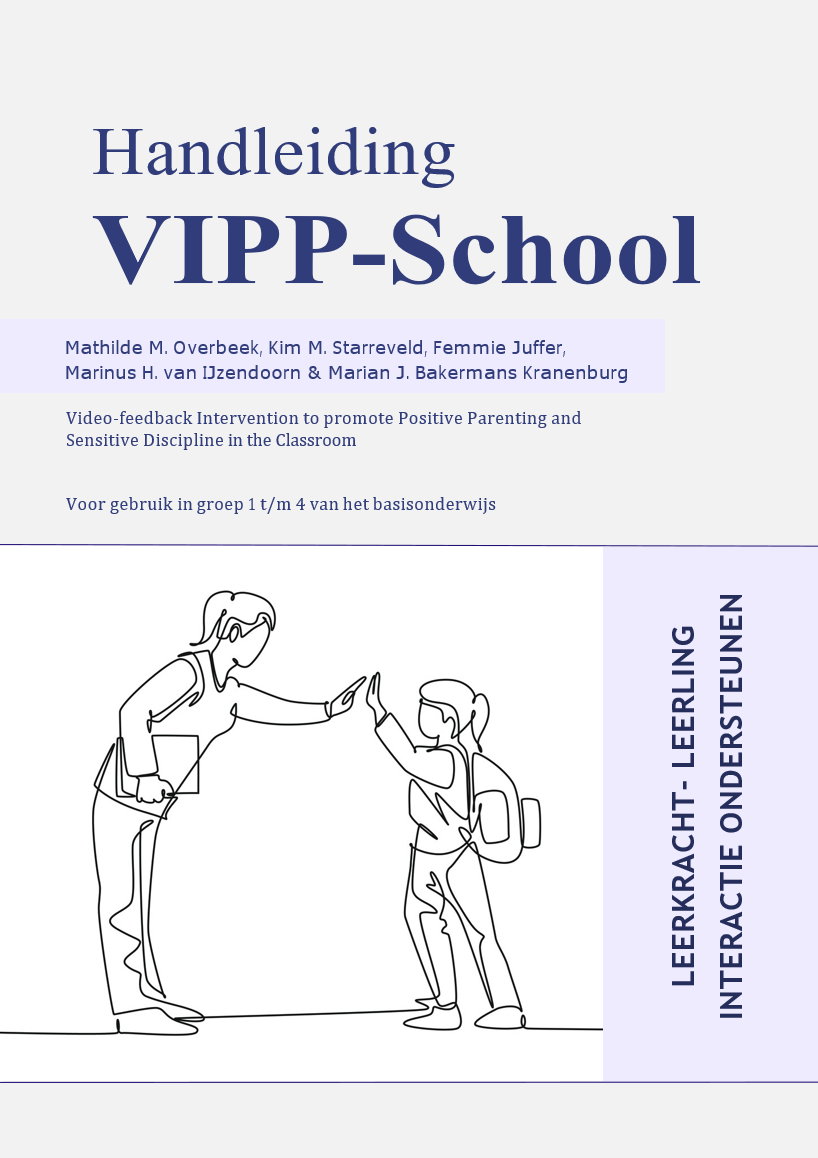 Handleiding
VIPP-School
Mathilde M. Overbeek, Kim M. Starreveld, Femmie Juffer,
Marinus H. van IJzendoorn & Marian J. Bakermans Kranenburg
Video-feedback Intervention to promote Positive Parenting and
Sensitive Discipline in the Classroom
Voor gebruik in groep 1 t/m 4 van het basisonderwijs
LEERKRACHT- LEERLING
INTERACTIE ONDERSTEUNEN